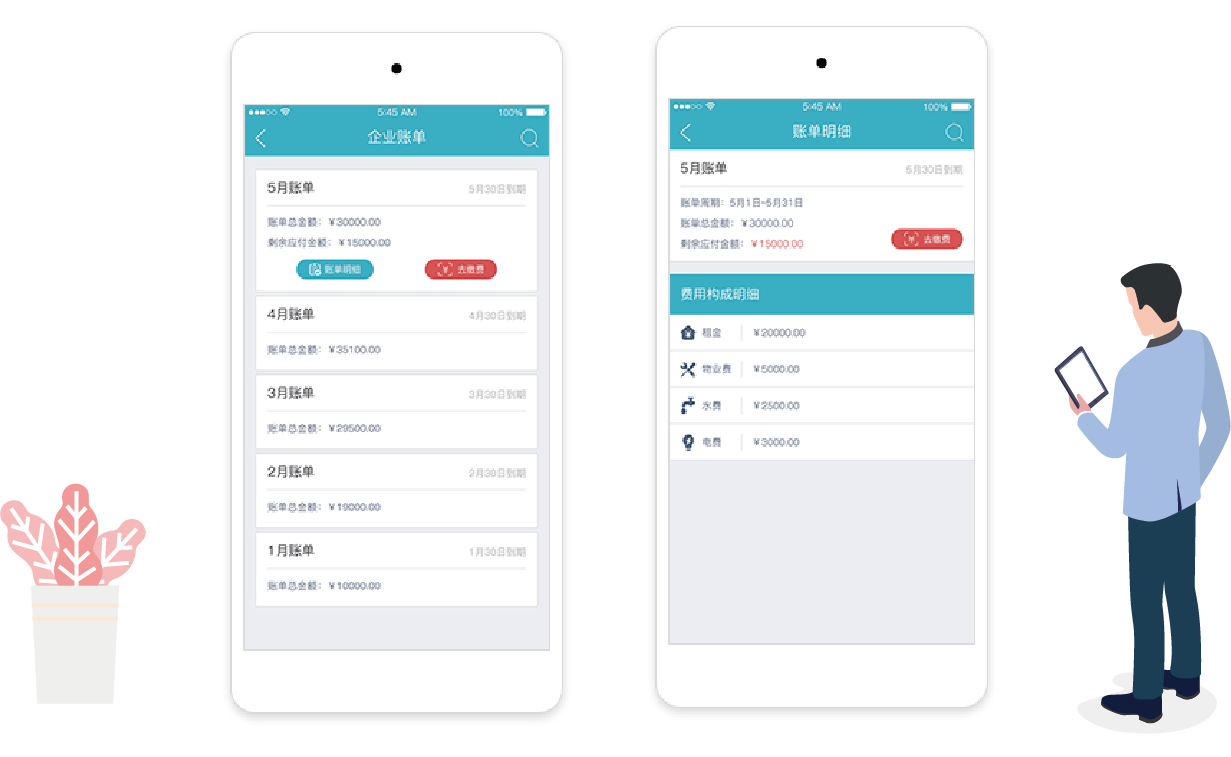 5:45 AM
100%
企业账单
5月账单
5月30日到期
账单总金额：￥30000.00
剩余应付金额：￥15000.00
账单明细
去缴费
4月账单
4月30日到期
账单总金额：￥35100.00
3月账单
3月30日到期
账单总金额：￥29500.00
2月账单
2月30日到期
账单总金额：￥19000.00
1月账单
1月30日到期
账单总金额：￥10000.00
5:45 AM
100%
账单明细
5月账单
5月30日到期
账单周期：5月1日-5月31日
账单总金额：￥30000.00
剩余应付金额：￥15000.00
去缴费
费用构成明细
租金
￥20000.00
物业费
￥5000.00
水费
￥2500.00
电费
￥3000.00